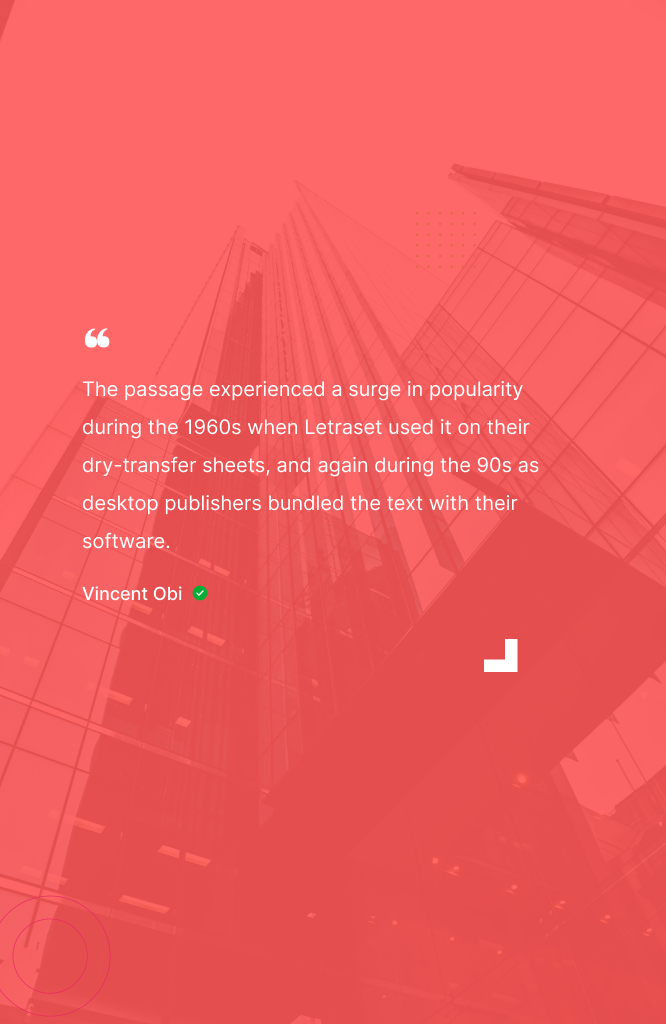 ❝
The passage experienced a surge in popularity
during the 1960s when Letraset used it on their
dry-transfer sheets, and again during the 90s as
desktop publishers bundled the text with their
software.
Vincent Obi